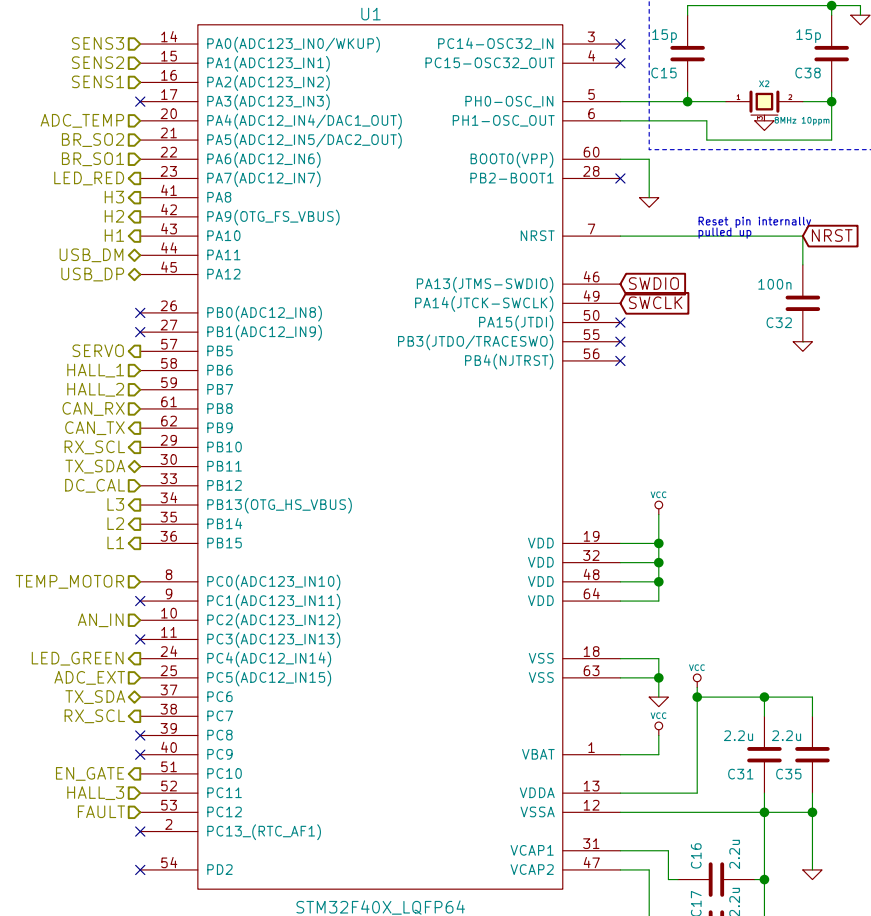 U1
SENS3 14 PA0(ADC123_IN0/WKUP)
SENS2 15 PA1(ADC123_IN1)
SENS1 16 PA2(ADC123_IN2)
17 PA3(ADC123_IN3)
ADC_TEMP 20 PA4(ADC12_IN4/DAC1_OUT)
BR_SO2 21 PA5(ADC12_IN5/DAC2_OUT)
BR_SO1 22 PA6(ADC12_IN6)
LED_RED 23 PA7(ADC12_IN7)
H3 41 PA8
H2 42 PA9(OTG_FS_VBUS)
H1 43 PA10
USB_DM 44 PA11
USB_DP 45 PA12
26 PB0(ADC12_IN8)
27 PB1(ADC12_IN9)
SERVO 57 PB5
HALL_1 58 PB6
HALL_2 59 PB7
CAN_RX 61 PB8
CAN_TX 62 PB9
RX_SCL 29 PB10
TX_SDA 30 PB11
DC_CAL 33 PB12
L3 34 PB13(OTG_HS_VBUS)
L2 35 PB14
L1 36 PB15
TEMP_MOTOR 8 PC0(ADC123_IN10)
9 PC1(ADC123_IN11)
AN_IN 10 PC2(ADC123_IN12)
11 PC3(ADC123_IN13)
LED_GREEN 24 PC4(ADC12_IN14)
ADC_EXT 25 PC5(ADC12_IN15)
TX_SDA 37 PC6
RX_SCL 38 PC7
39 PC8
40 PC9
EN_GATE 51 PC10
HALL_3 52 PC11
FAULT 53 PC12
2 PC13_(RTC_AF1)
54 PD2
PC14-OSC32_IN 3
PC15-OSC32_OUT 4
PH0-OSC_IN 5
PH1-OSC_OUT 6
BOOT0(VPP) 60
PB2-BOOT1 28
NRST 7
PA13(JTMS-SWDIO) 46 SWDIO
PA14(JTCK-SWCLK) 49 SWCLK
PA15(JTDI) 50
PB3(JTDO/TRACESWO) 55
PB4(NJTRST) 56
VDD 19
VDD 32
VDD 48
VDD 64
VSS 18
VSS 63
VBAT 1
VDDA 13
VSSA 12
VCAP1 31
VCAP2 47
STM32F40X_LQFP64
15p
C15
15p
C38
X2
1
2
8MHz 10ppm
Reset pin internally
pulled up
NRST
100n
C32
VCC
VCC
VCC
2.2u
C31
2.2u
C35
C16
2.2u
C17
2.2u